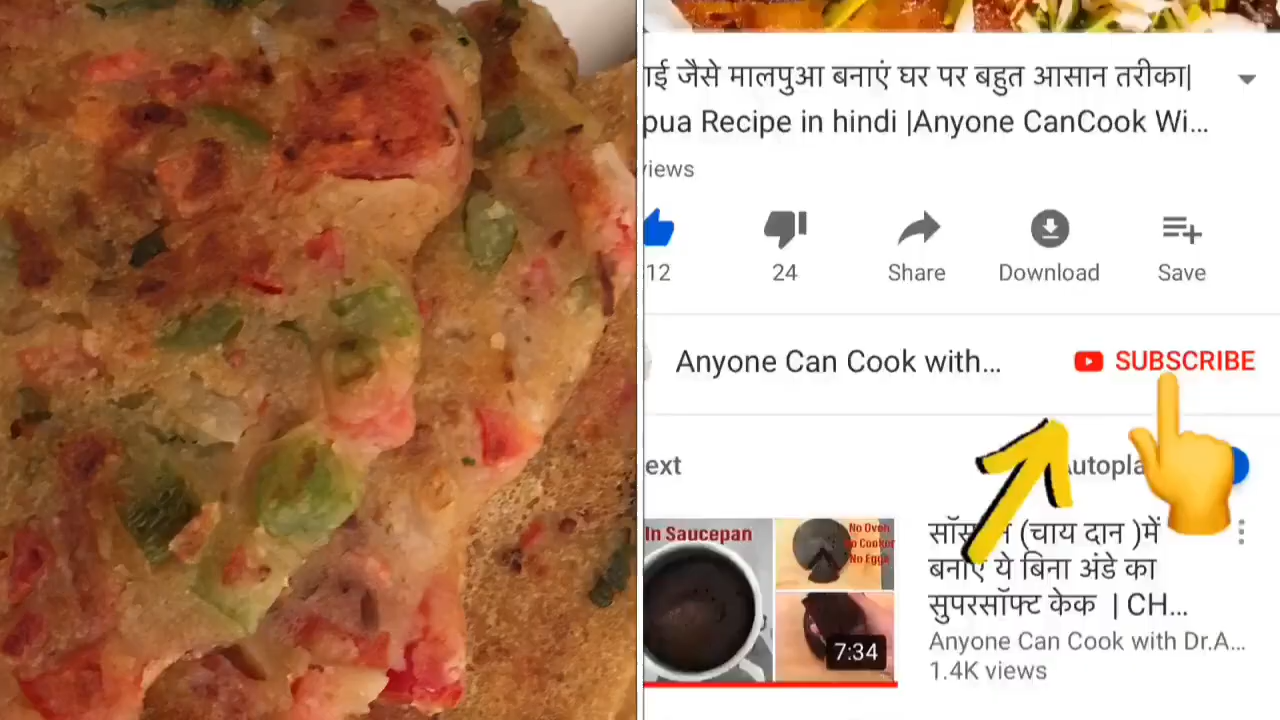 ाई जैसे मालपुआ बनाएं घर पर बहुत आसान तरीका|
pua Recipe in hindi |Anyone CanCook Wi...
views
12
24
Share
Download
Save
Anyone Can Cook with...
SUBSCRIBE
ext
Autopla
In Saucepan
No Oven
No Cooker
No Eggs
7:34
(चाय दान )में
बनाएं ये बिना अंडे का
सुपरसॉफ्ट केक | CH...
Anyone Can Cook with Dr.A...
1.4K views